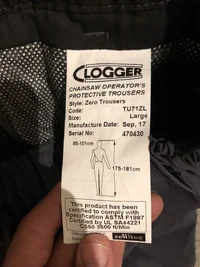 CLOGGER
CHAINSAW OPERATOR'S
PROTECTIVE TROUSERS
Style: Zero Trousers
Code: TU71ZL
Size: Large
Manufacture Date: Sep, 17
Serial No: 470430
95-101cm
175-181cm
This product has been
certified to comply with
Specification ASTM F1897
Certified by UL SA44221
CS50 3500 ft/Min